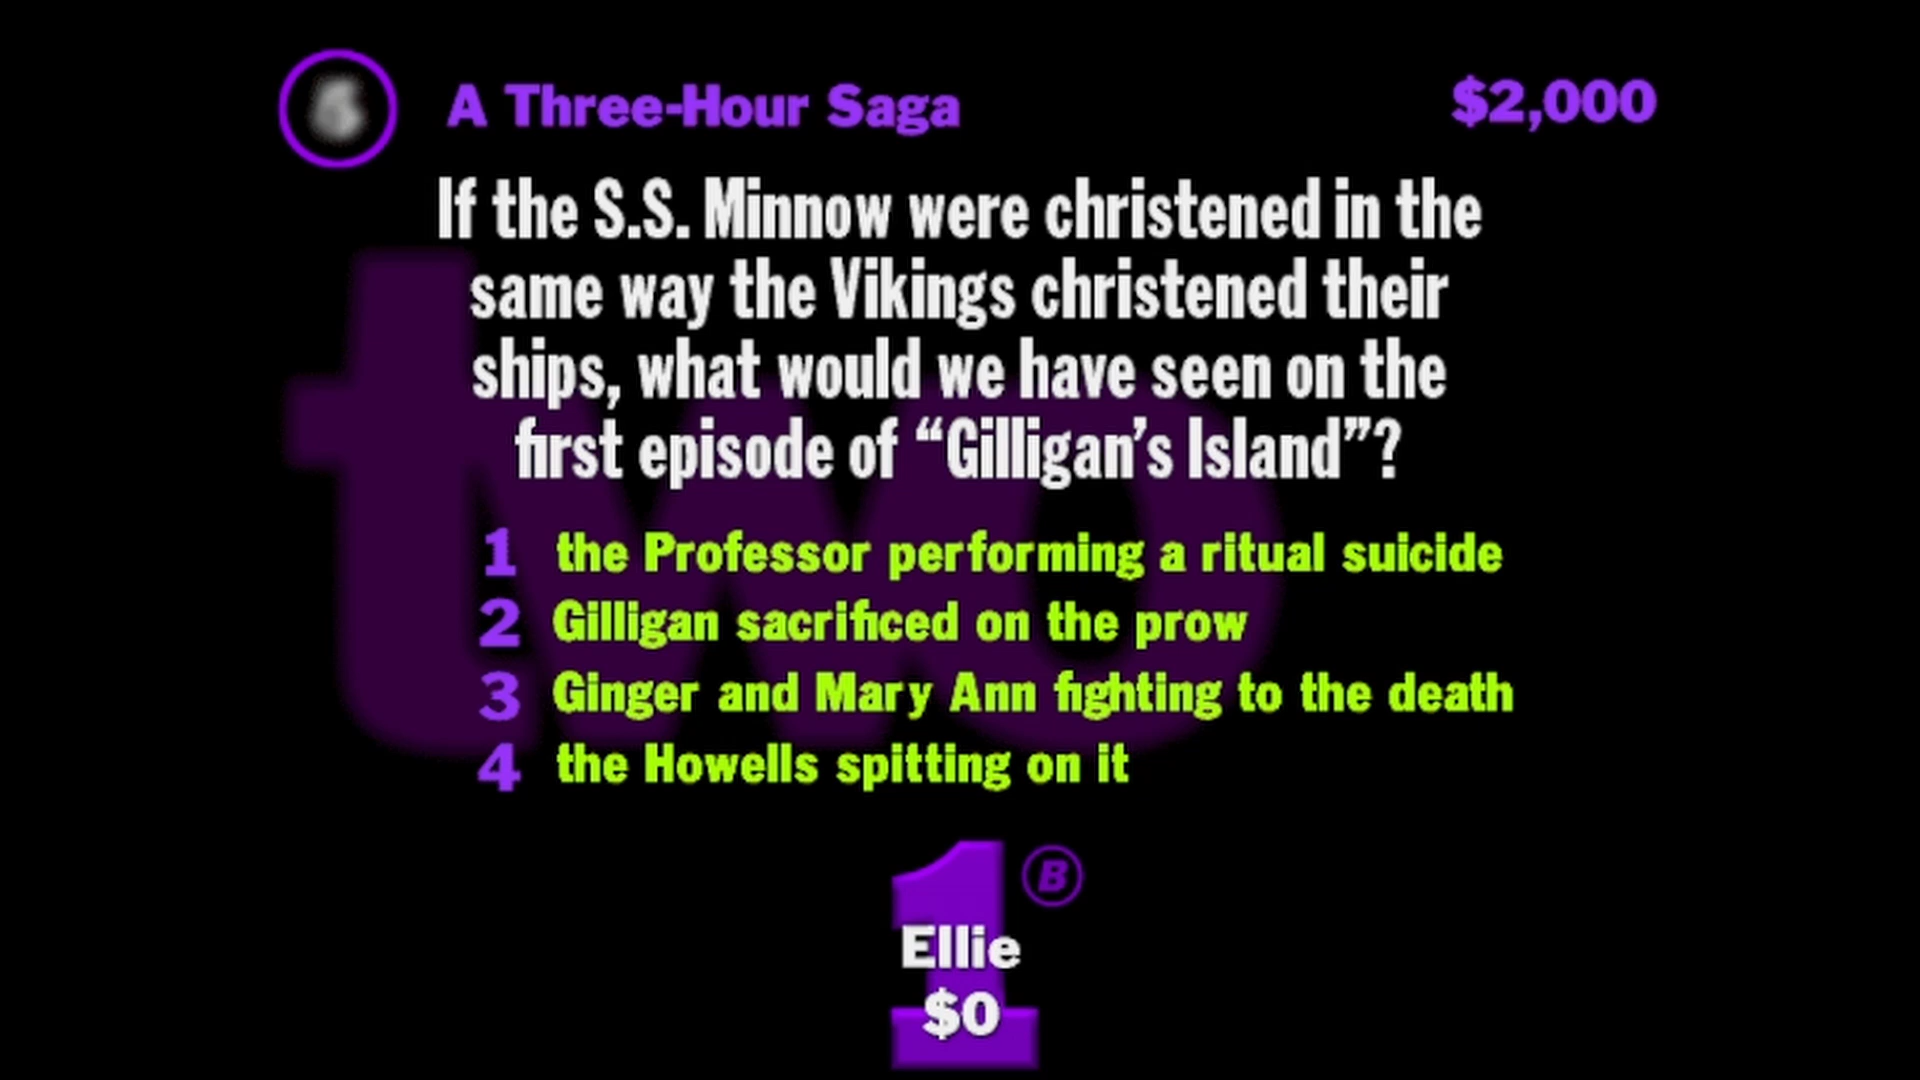 A Three-Hour Saga
$2,000
If the S.S. Minnow were christened in the
same way the Vikings christened their
ships, what would we have seen on the
first episode of “Gilligan’s Island”?
1 the Professor performing a ritual suicide
2 Gilligan sacrificed on the prow
3 Ginger and Mary Ann fighting to the death
4 the Howells spitting on it
two
1
B
Ellie
$0